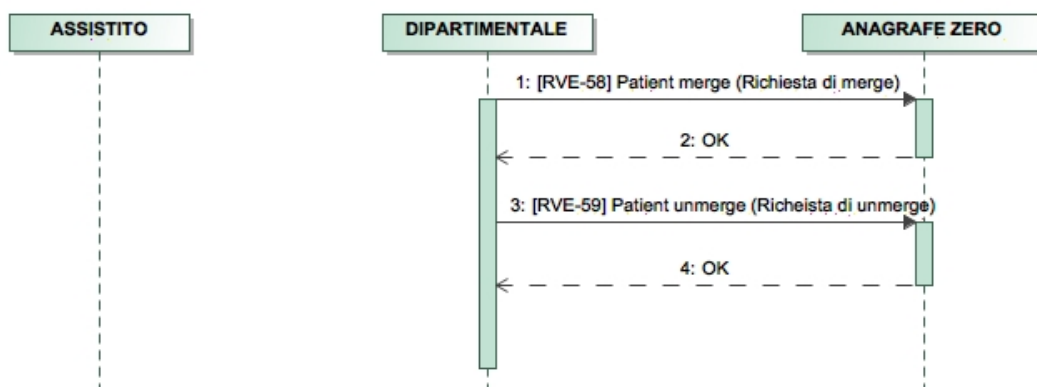 ASSISTITO
DIPARTIMENTALE
ANAGRAFE ZERO
1: [RVE-58] Patient merge (Richiesta di merge)
2: OK
3: [RVE-59] Patient unmerge (Richeista di unmerge)
4: OK